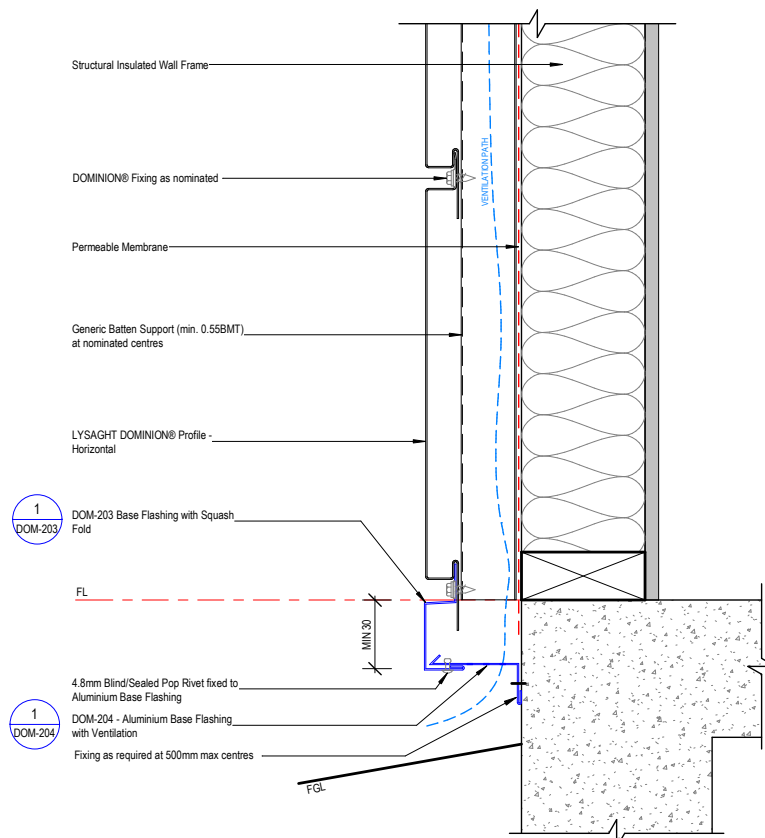 Structural Insulated Wall Frame
VENTILATION PATH
DOMINION® Fixing as nominated
Permeable Membrane
Generic Batten Support (min. 0.55BMT)
at nominated centres
LYSAGHT DOMINION® Profile -
Horizontal
1
DOM-203
DOM-203 Base Flashing with Squash
Fold
FL
MIN 30
4.8mm Blind/Sealed Pop Rivet fixed to
Aluminium Base Flashing
1
DOM-204
DOM-204 - Aluminium Base Flashing
with Ventilation
Fixing as required at 500mm max centres
FGL